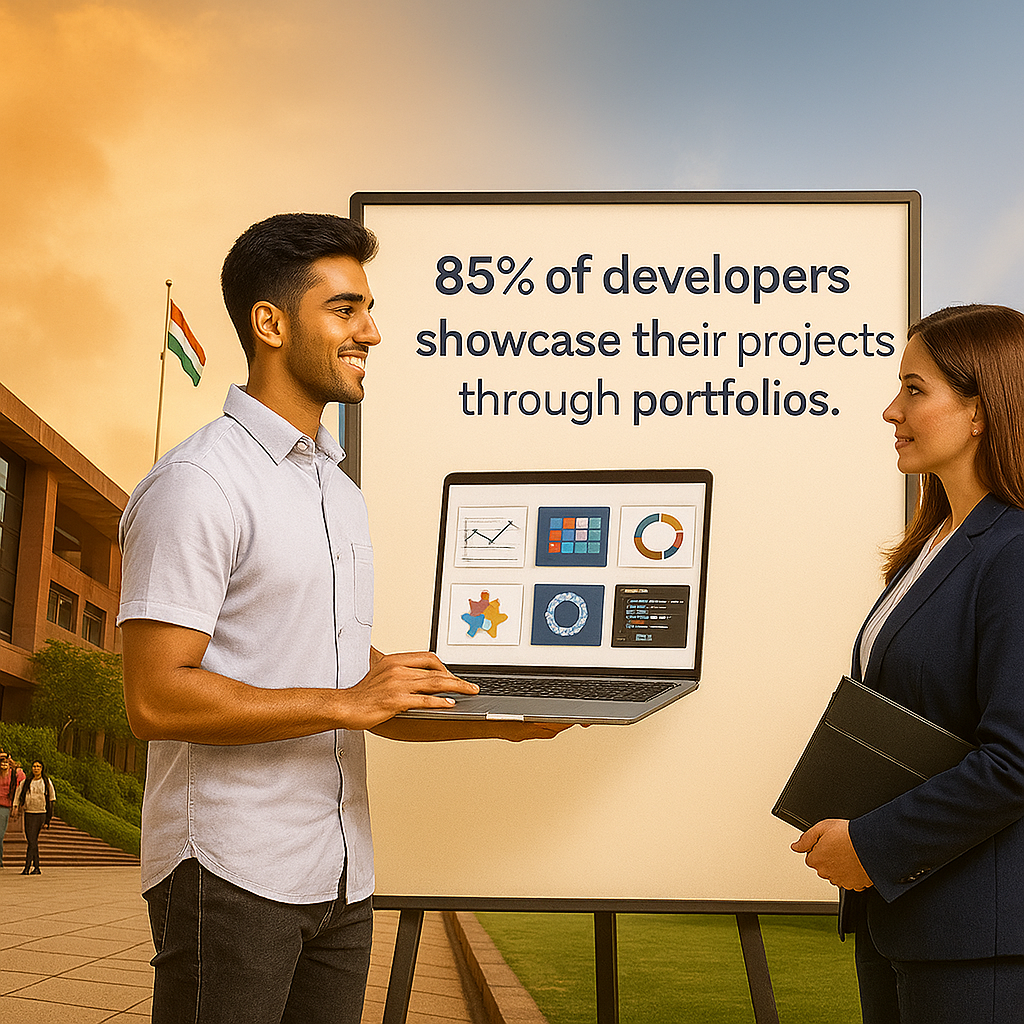 85% of developers
showcase their projects
through portfolios.